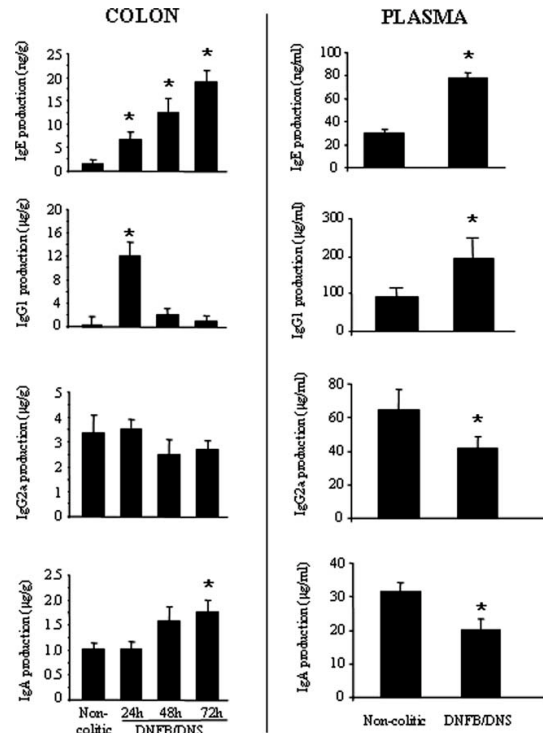 COLON
IgE production (ng/g)
25
20
15
10
5
0
*
*
*
IgG1 production (µg/g)
16
12
8
4
0
*
IgG2a production (µg/g)
5
4
3
2
1
0
IgA production (µg/g)
2.5
2.0
1.5
1.0
0.5
0
*
Non-
colitic
24h
48h
72h
DNFB/DNS
PLASMA
IgE production (ng/ml)
100
80
60
40
20
0
*
IgG1 production (µg/ml)
300
200
100
0
*
IgG2a production (µg/ml)
80
60
40
20
0
*
IgA production (µg/ml)
40
30
20
10
0
*
Non-colitic
DNFB/DNS